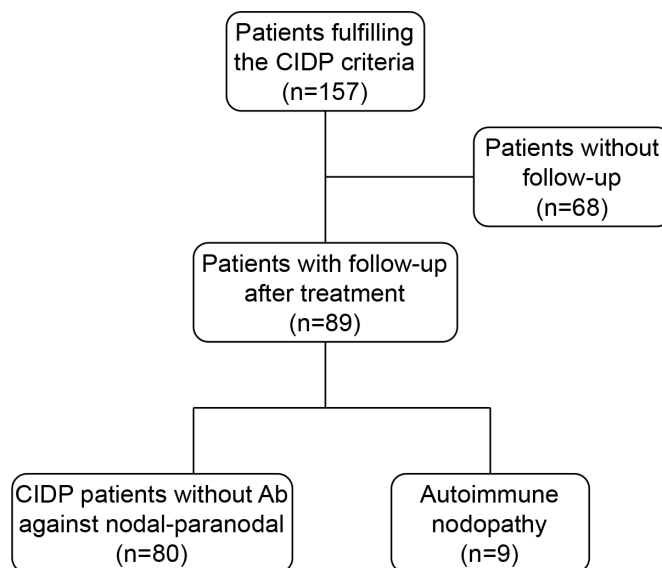 Patients fulfilling
the CIDP criteria
(n=157)
Patients without
follow-up
(n=68)
Patients with follow-up
after treatment
(n=89)
CIDP patients without Ab
against nodal-paranodal
(n=80)
Autoimmune
nodopathy
(n=9)